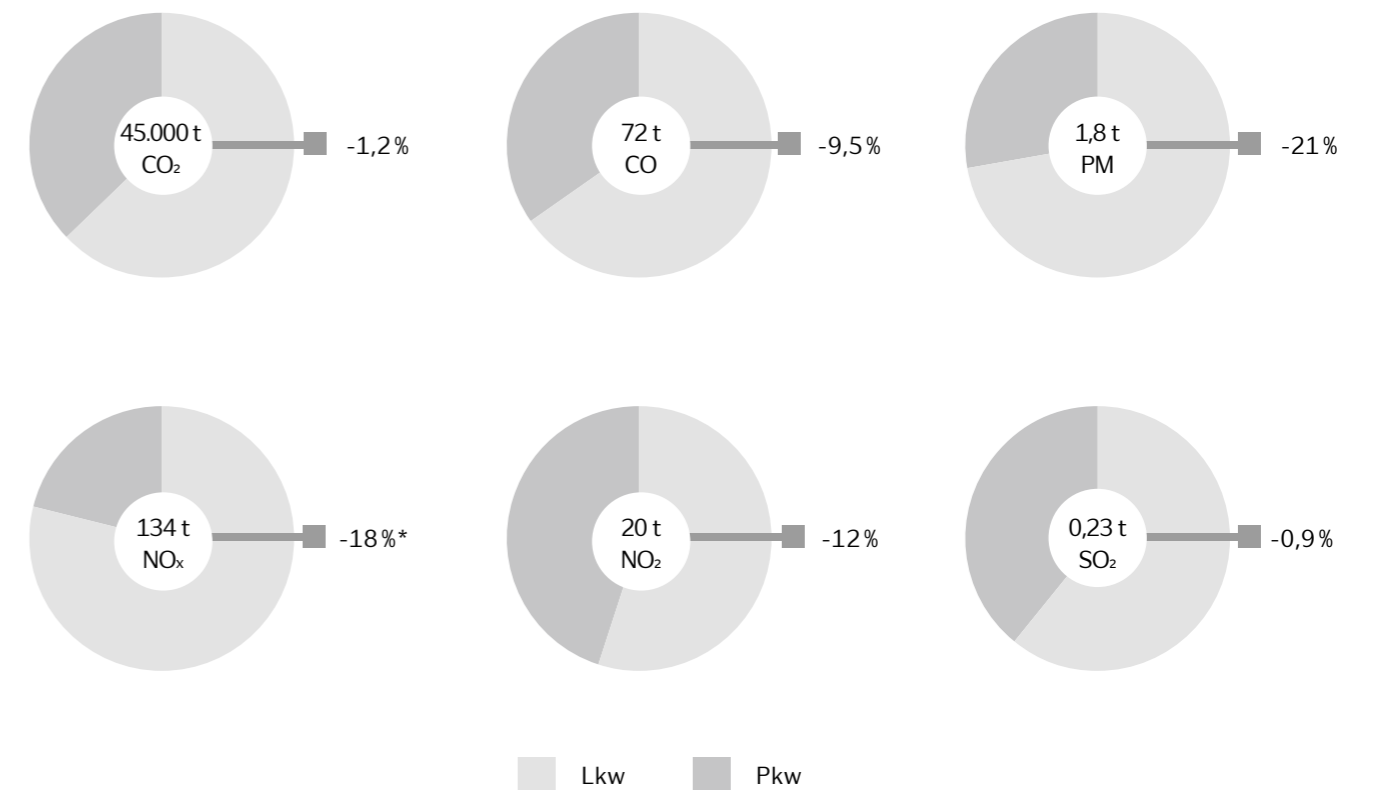 45.000 t
CO₂
-1,2 %
72 t
CO
-9,5 %
1,8 t
PM
-21 %
134 t
NOₓ
-18 %*
20 t
NO₂
-12 %
0,23 t
SO₂
-0,9 %
Lkw
Pkw